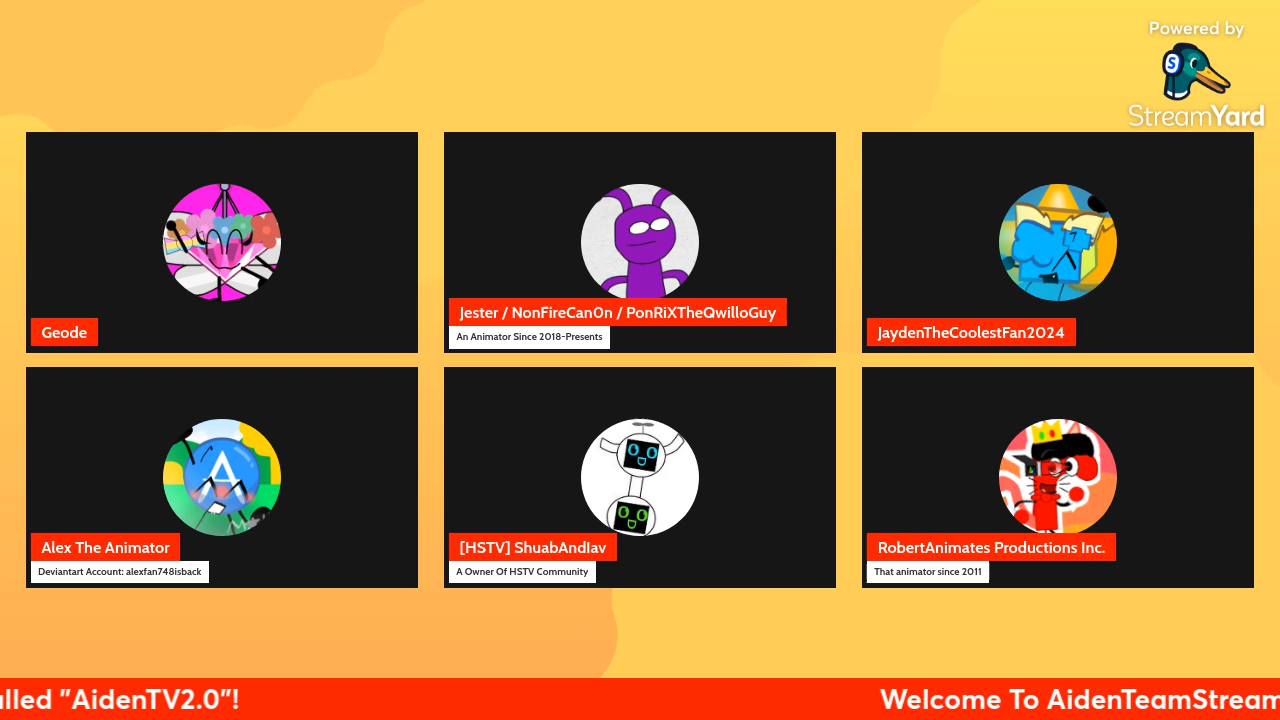 Powered by
StreamYard
Geode
Jester / NonFireCan0n / PonRiXTheQwilloGuy
An Animator Since 2018-Presents
JaydenTheCoolestFan2024
Alex The Animator
Deviantart Account: alexfan748isback
[HSTV] ShuabAndIav
A Owner Of HSTV Community
RobertAnimates Productions Inc.
That animator since 2011
alled "AidenTV2.0"!
Welcome To AidenTeamStream